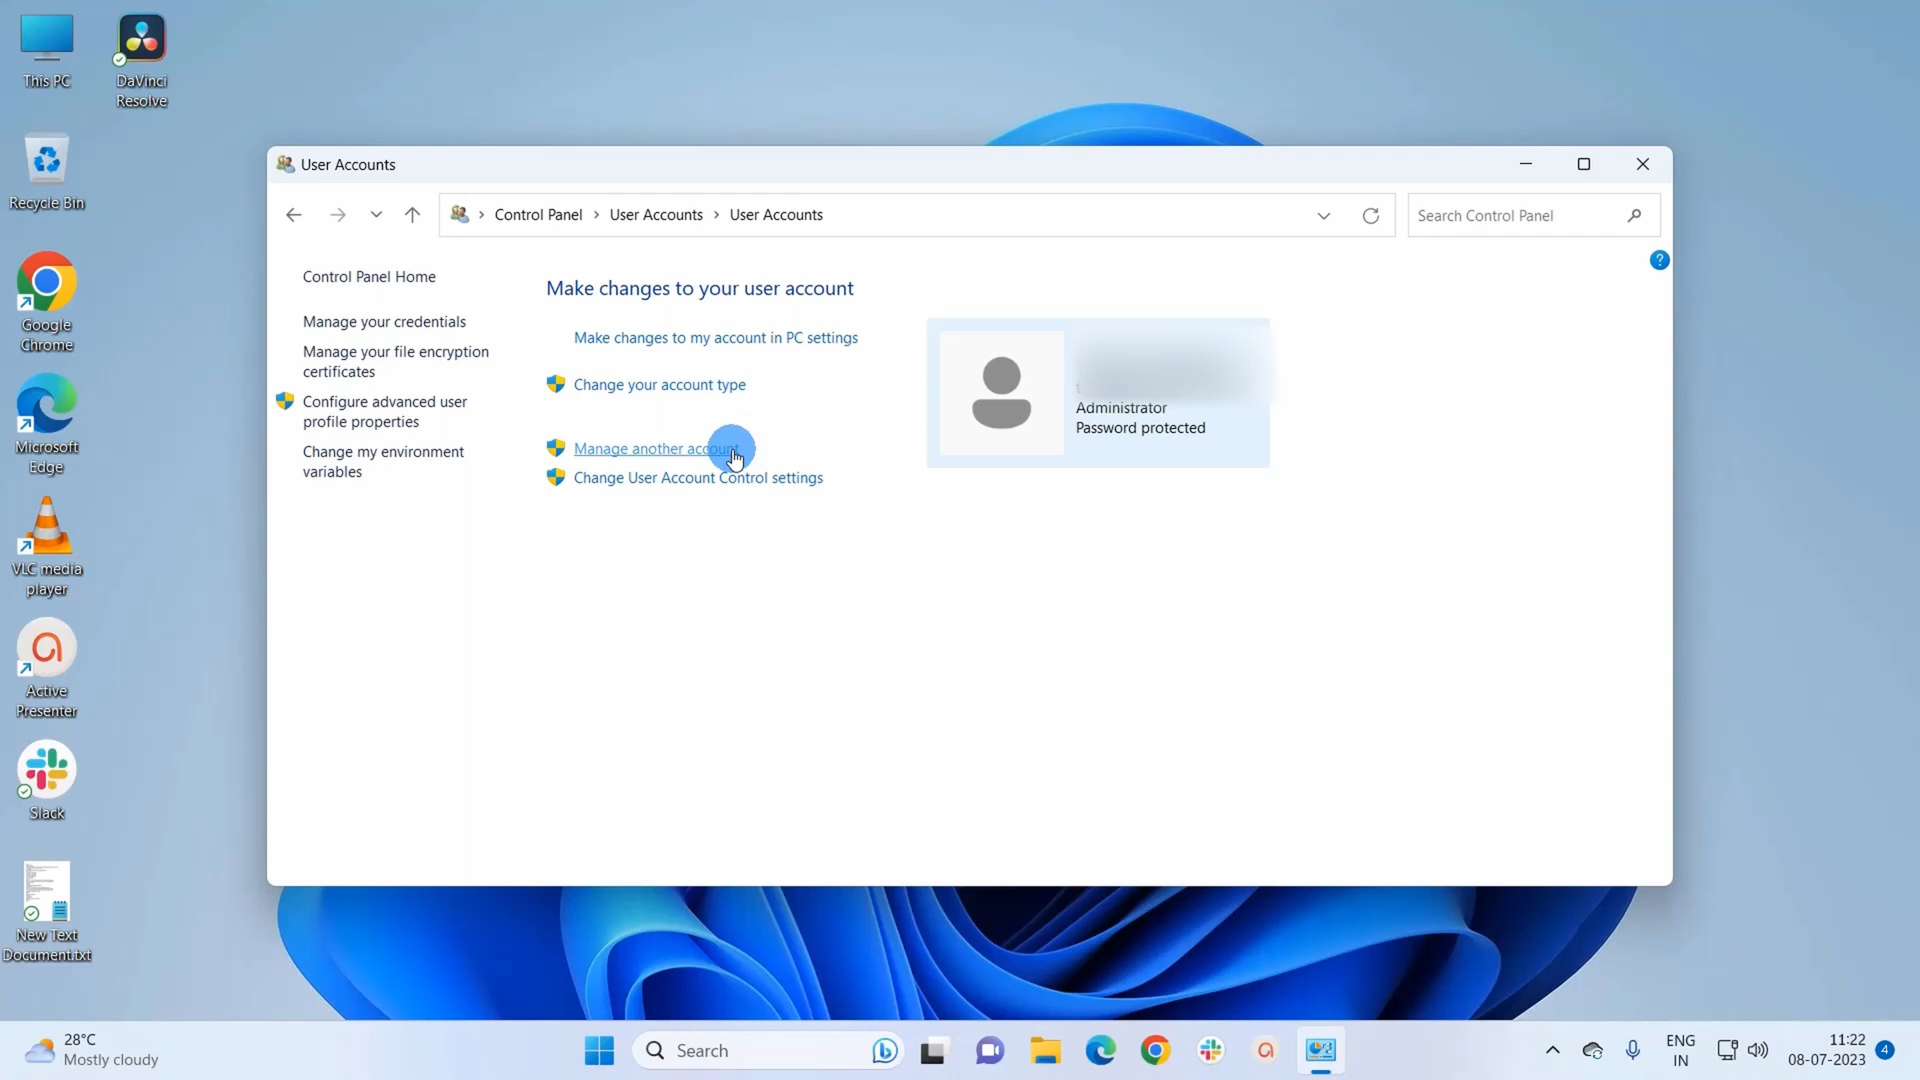 This PC
DaVinci
Resolve
Recycle Bin
Google
Chrome
Microsoft
Edge
VLC media
player
Active
Presenter
Slack
New Text
Document.txt
User Accounts
Control Panel
User Accounts
User Accounts
Search Control Panel
?
Control Panel Home
Manage your credentials
Manage your file encryption
certificates
Configure advanced user
profile properties
Change my environment
variables
Make changes to your user account
Make changes to my account in PC settings
Change your account type
Manage another account
Change User Account Control settings
Administrator
Password protected
28°C
Mostly cloudy
Search
ENG
IN
11:22
08-07-2023
4